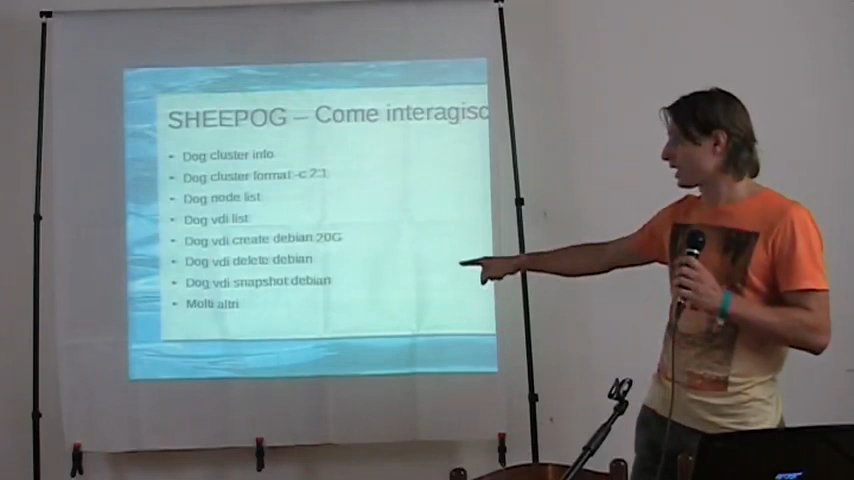 SHEEPOG – Come interagisc
• Dog cluster info
• Dog cluster format -c 2:1
• Dog node list
• Dog vdi list
• Dog vdi create debian 20G
• Dog vdi delete debian
• Dog vdi snapshot debian
• Molti altri
acer